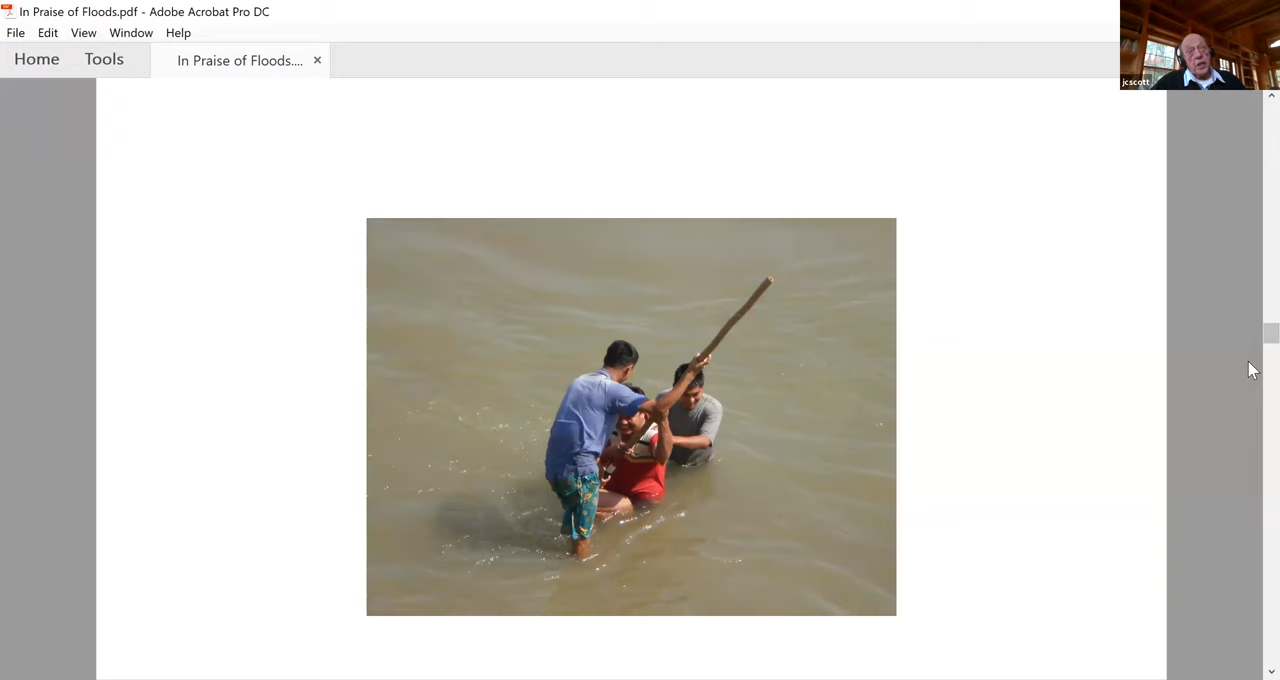 In Praise of Floods.pdf - Adobe Acrobat Pro DC
File Edit View Window Help
Home Tools In Praise of Floods.... ×
jcscott